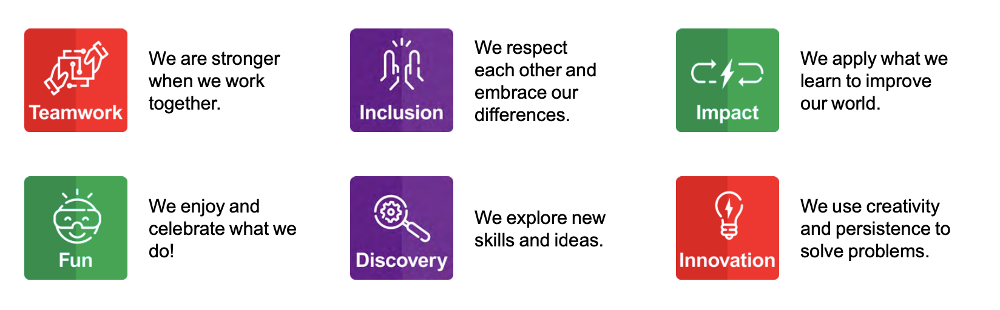 Teamwork
We are stronger
when we work
together.
Inclusion
We respect
each other and
embrace our
differences.
Impact
We apply what we
learn to improve
our world.
Fun
We enjoy and
celebrate what we
do!
Discovery
We explore new
skills and ideas.
Innovation
We use creativity
and persistence to
solve problems.